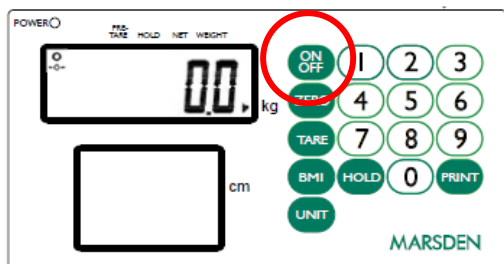 POWER
PRE-TARE HOLD NET WEIGHT
0.0 kg
-0-
cm
ON OFF 1 2 3
ZERO 4 5 6
TARE 7 8 9
BMI HOLD 0 PRINT
UNIT
MARSDEN